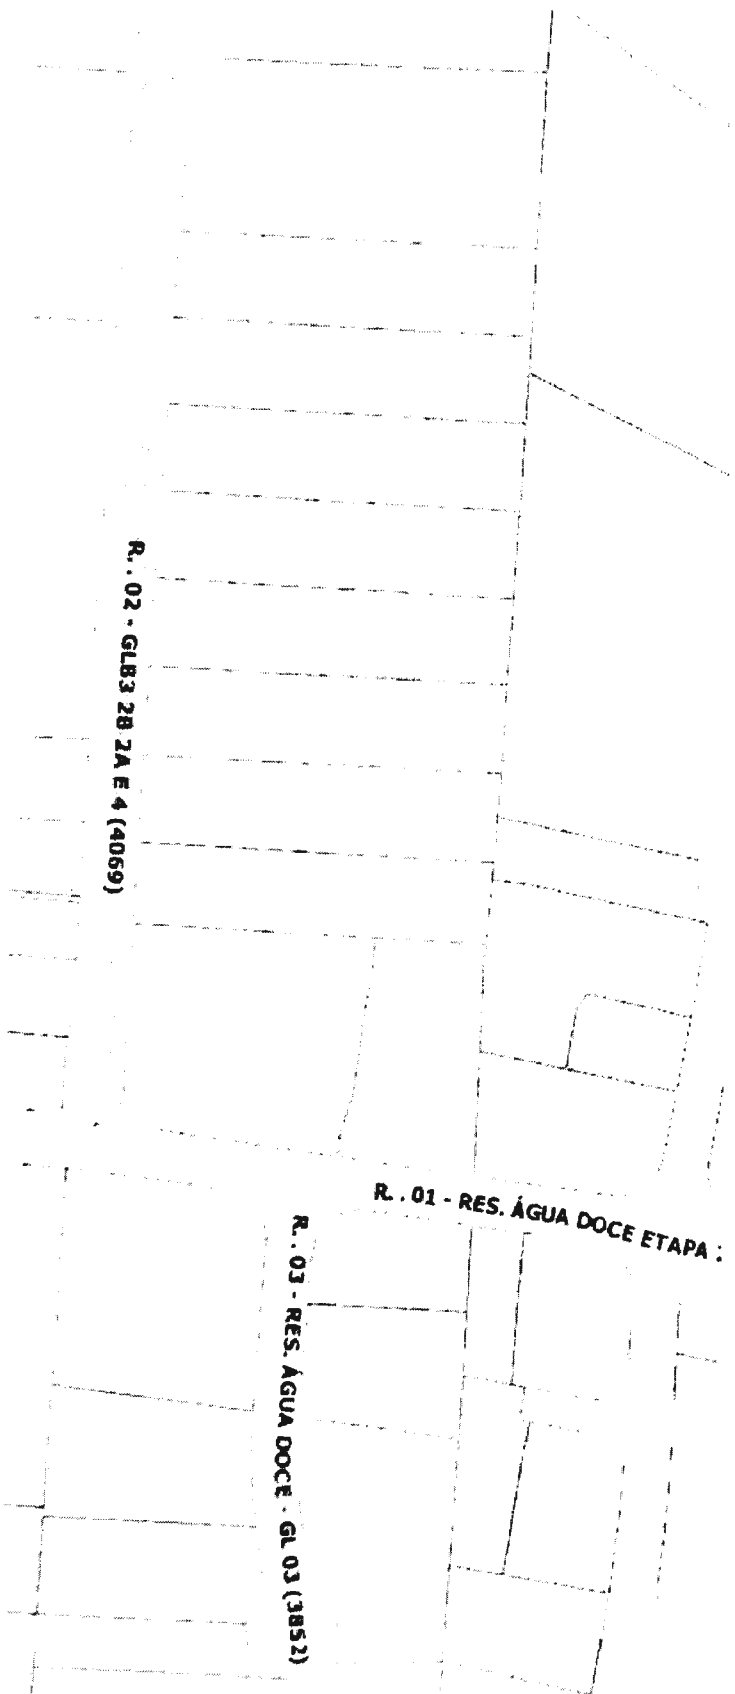 R. . 02 - GLB3 2B 2A E 4 (4069)
R. . 01 - RES. ÁGUA DOCE ETAPA :
R. . 03 - RES. ÁGUA DOCE - GL 03 (3852)